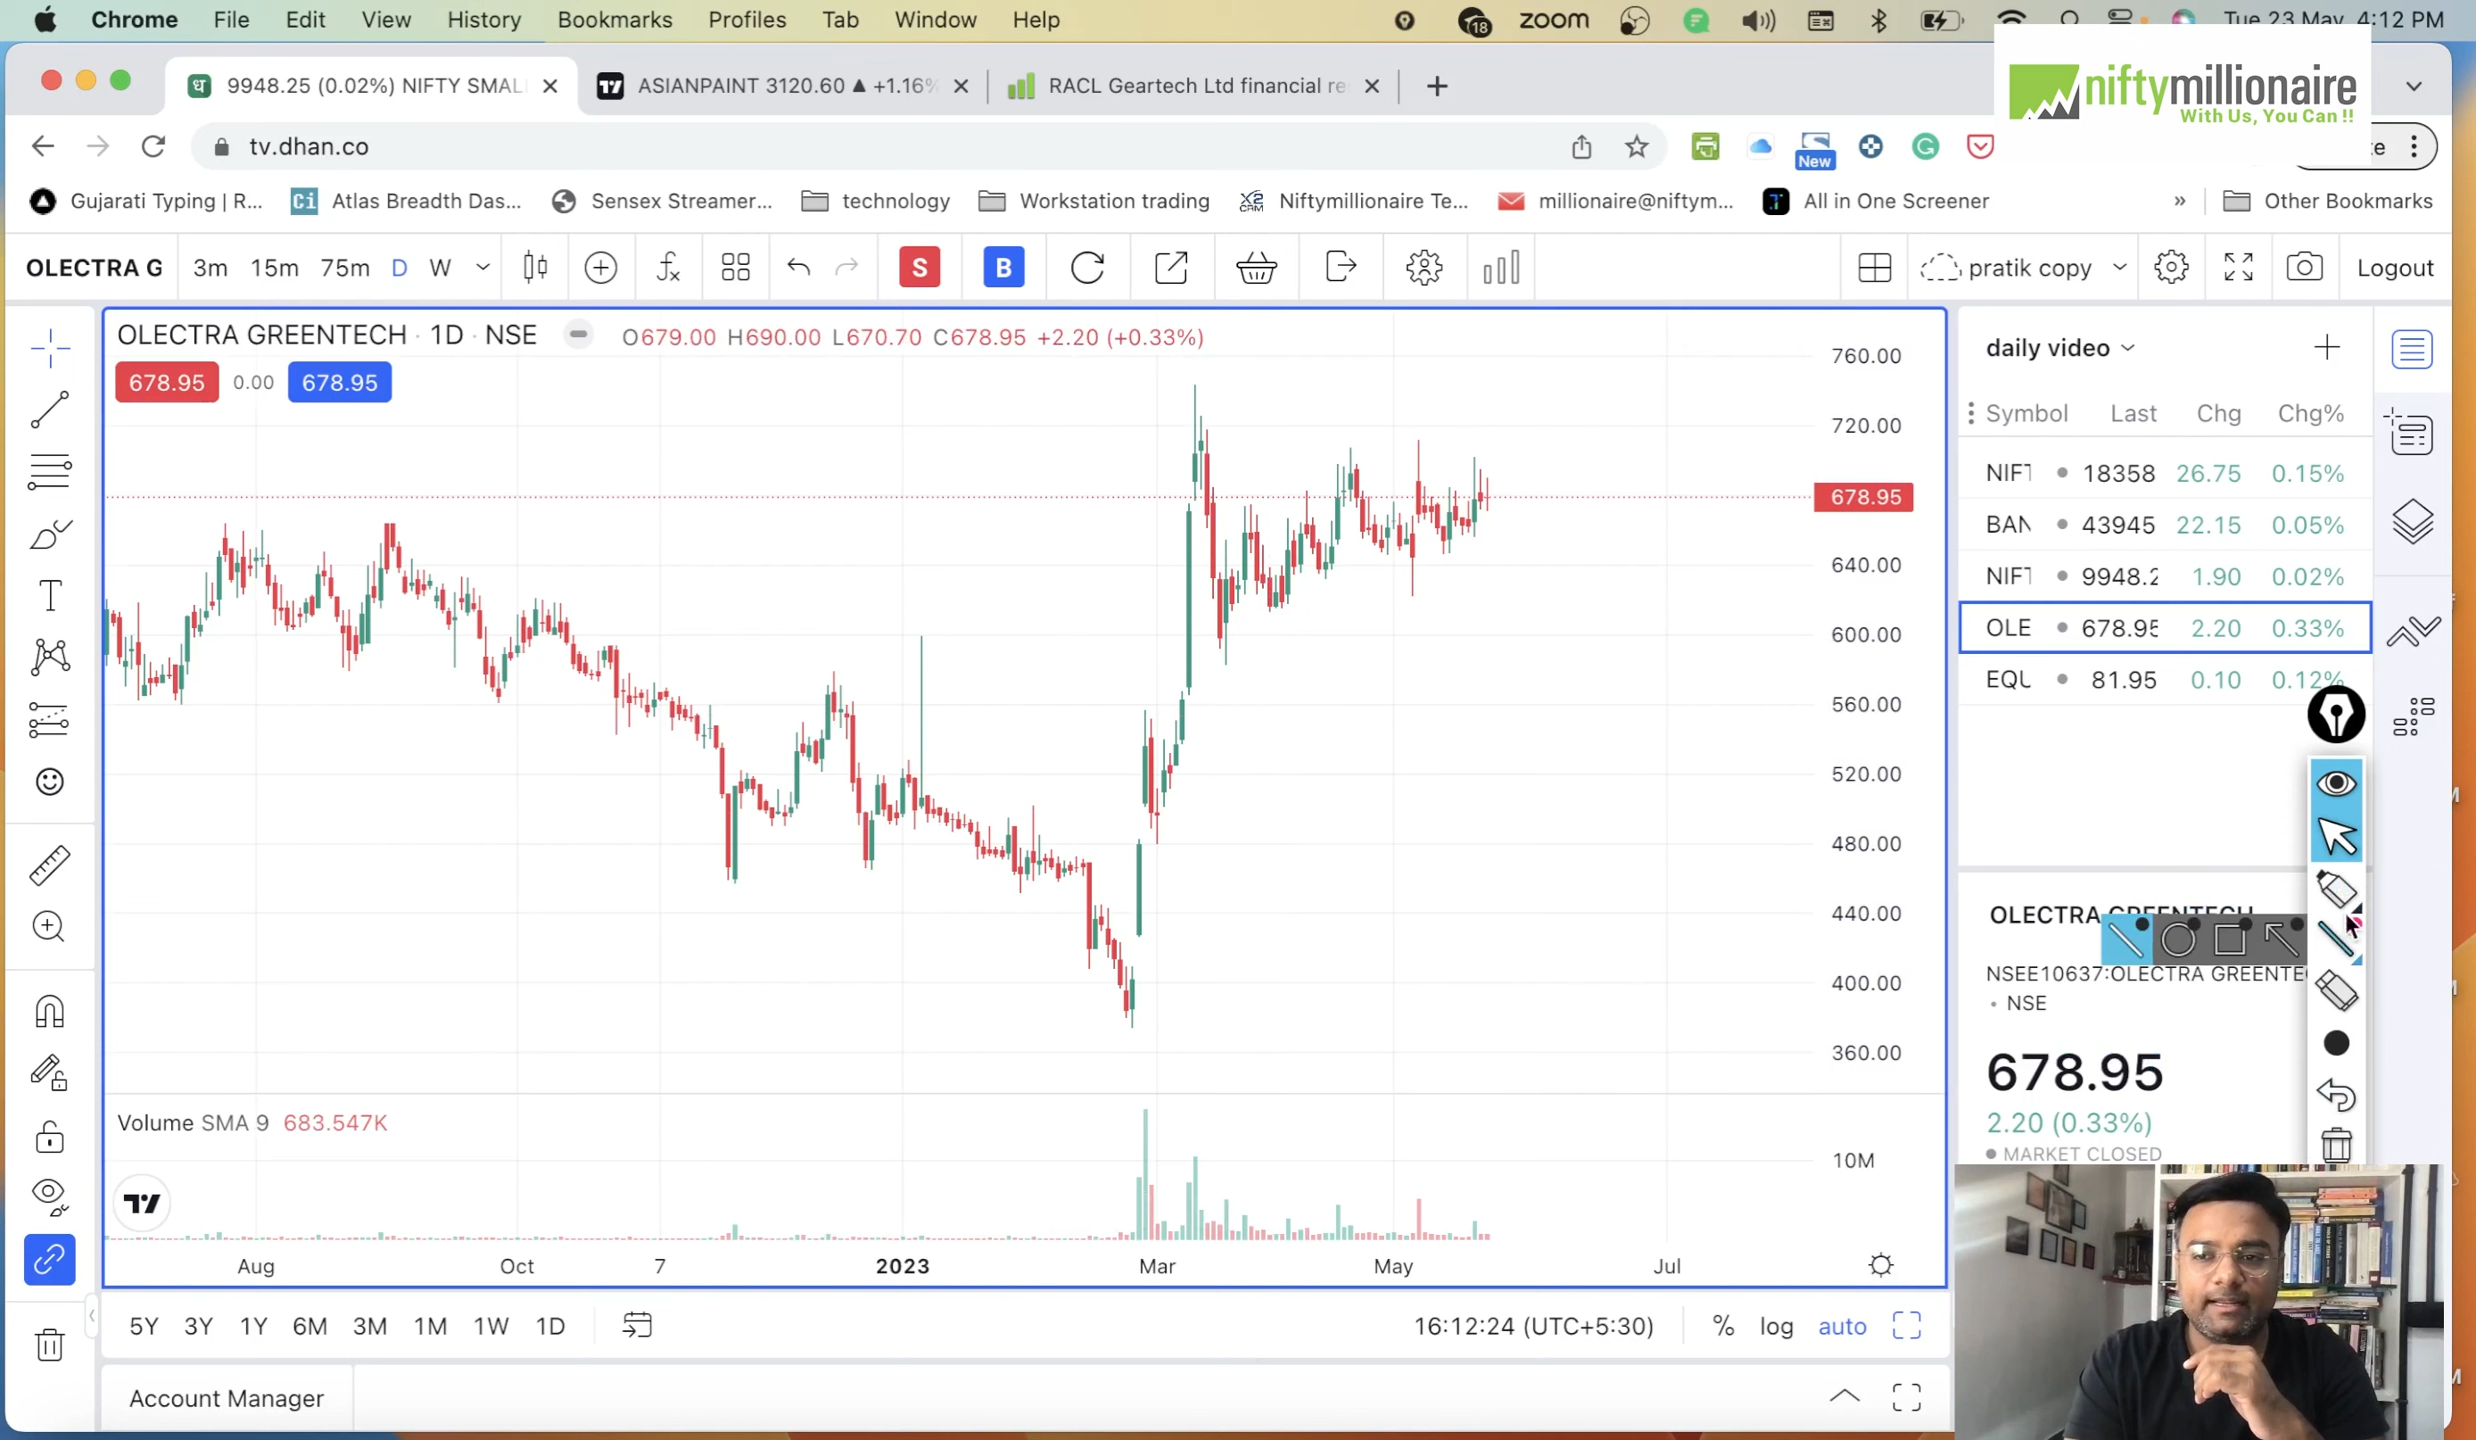 Chrome File Edit View History Bookmarks Profiles Tab Window Help 18 zoom Tue 23 May 4:12 PM
niftymillionaire
With Us, You Can !!
9948.25 (0.02%) NIFTY SMAL ASIANPAINT 3120.60 ▲ +1.16% RACL Geartech Ltd financial re
tv.dhan.co
New
Gujarati Typing | R... Ci Atlas Breadth Das... Sensex Streamer... technology Workstation trading Niftymillionaire Te... millionaire@niftym... All in One Screener » Other Bookmarks
OLECTRA G 3m 15m 75m D W S B pratik copy Logout
OLECTRA GREENTECH · 1D · NSE O679.00 H690.00 L670.70 C678.95 +2.20 (+0.33%)
678.95 0.00 678.95
760.00
720.00
678.95
640.00
600.00
560.00
520.00
480.00
440.00
400.00
360.00
Volume SMA 9 683.547K
10M
Aug Oct 7 2023 Mar May Jul
5Y 3Y 1Y 6M 3M 1M 1W 1D 16:12:24 (UTC+5:30) % log auto
Account Manager
daily video
Symbol Last Chg Chg%
NIFT 18358 26.75 0.15%
BAN 43945 22.15 0.05%
NIFT 9948.2 1.90 0.02%
OLE 678.95 2.20 0.33%
EQU 81.95 0.10 0.12%
OLECTRA GREENTECH
NSEE10637:OLECTRA GREENTE
• NSE
678.95
2.20 (0.33%)
MARKET CLOSED